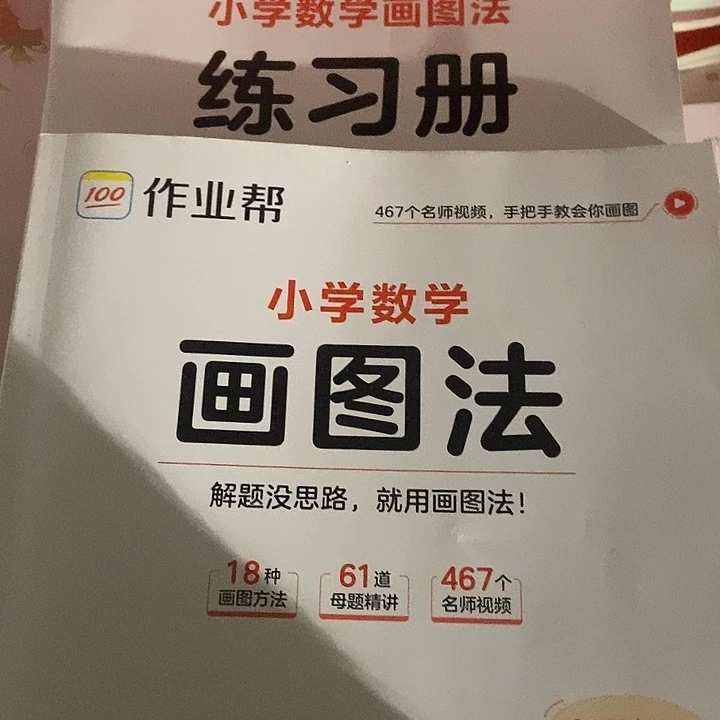 小学数学画图法
练习册
100 作业帮
467个名师视频，手把手教会你画图
小学数学
画图法
解题没思路，就用画图法！
18种 61道 467个
画图方法 母题精讲 名师视频